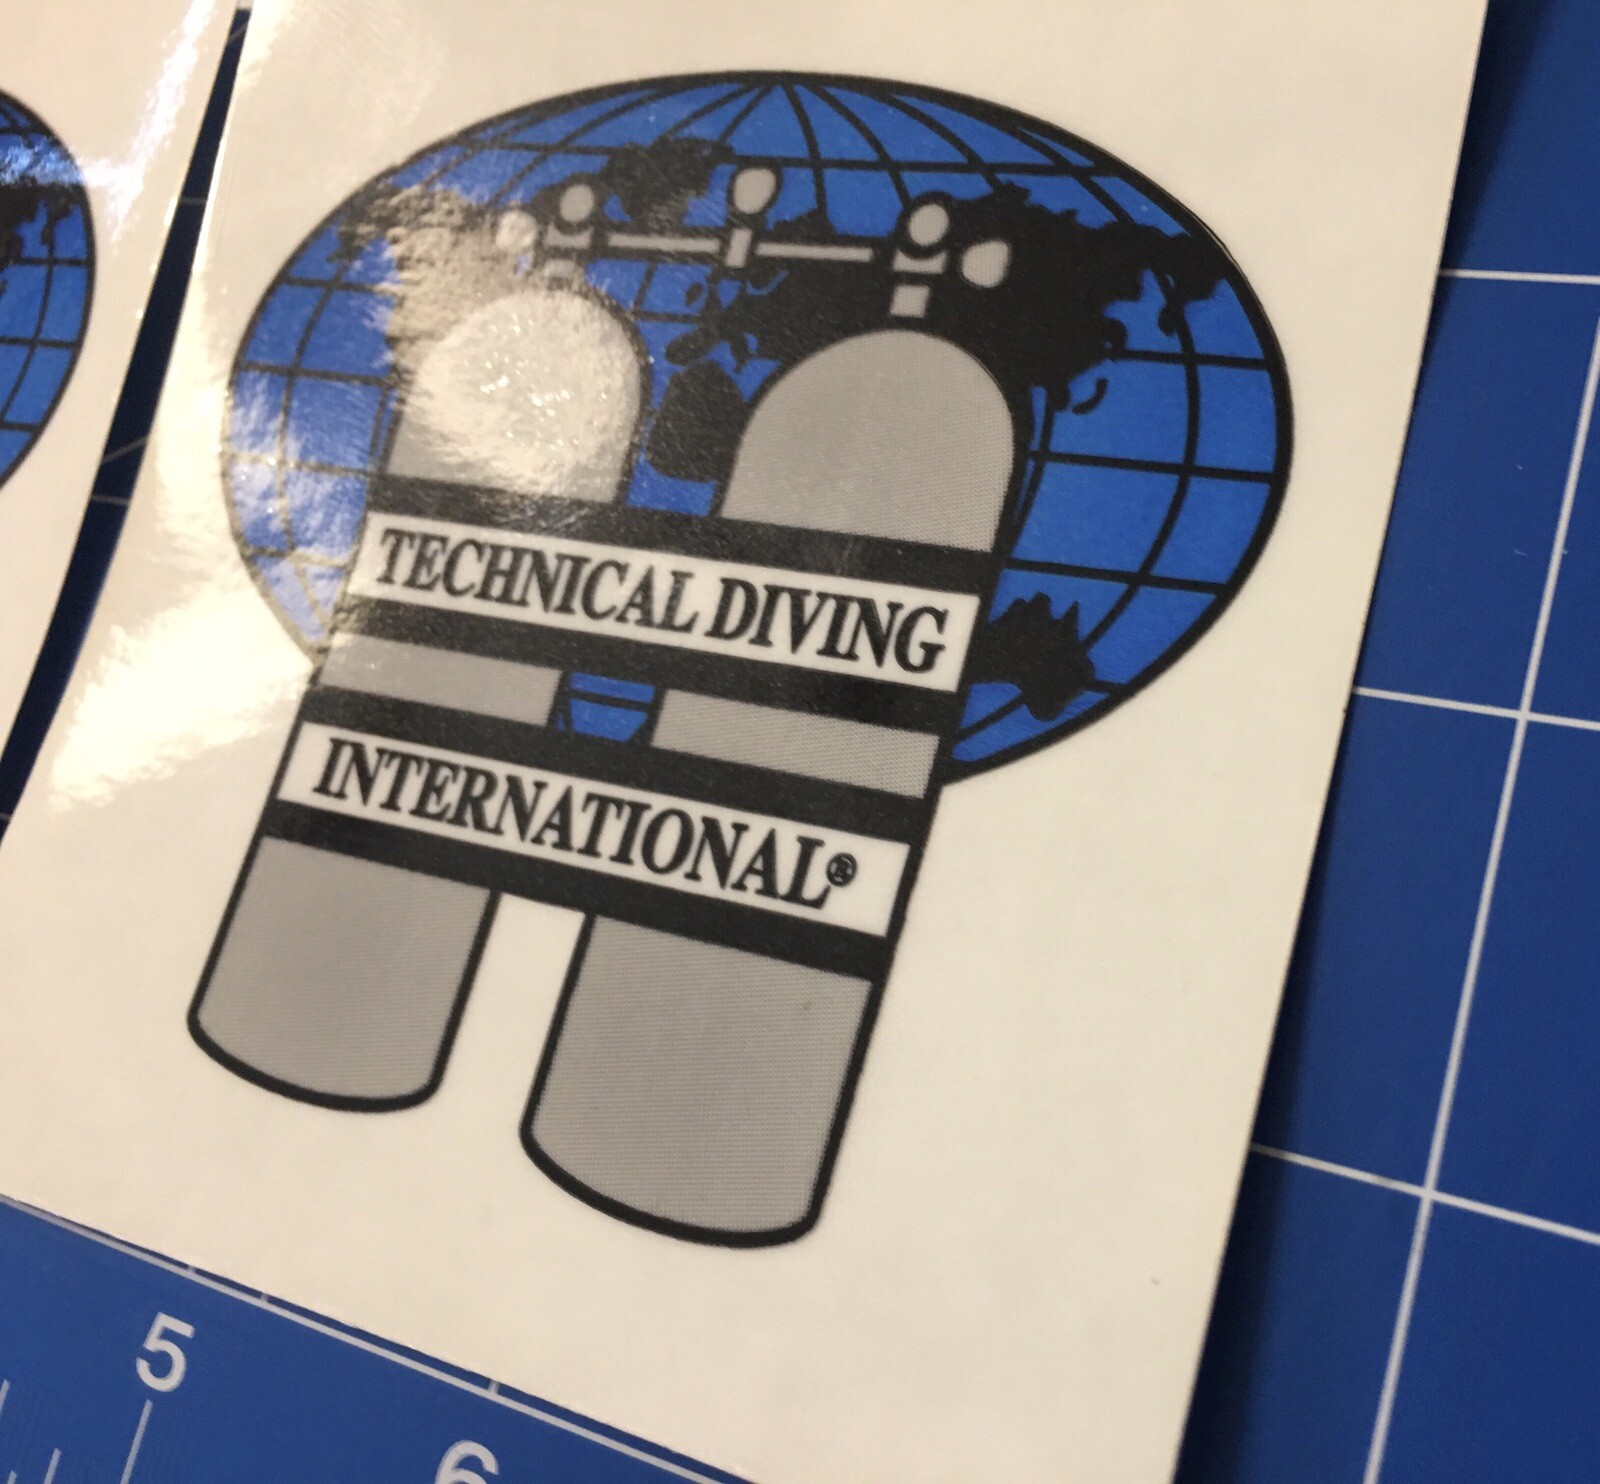 TECHNICAL DIVING
INTERNATIONAL®
5
6